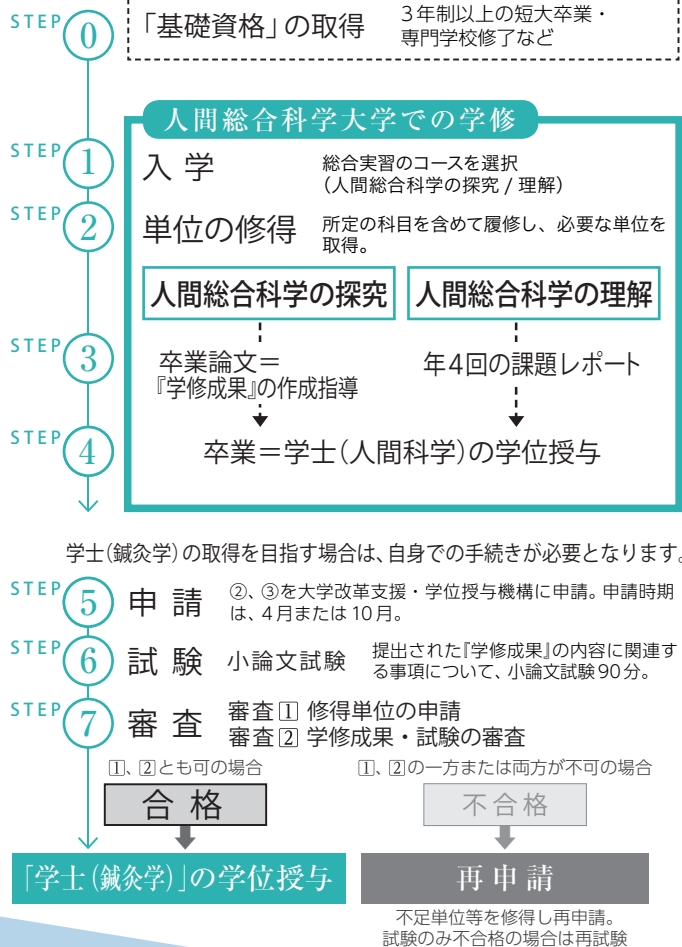 STEP 0 「基礎資格」の取得 3年制以上の短大卒業・
専門学校修了など
人間総合科学大学での学修
STEP 1 入学 総合実習のコースを選択
(人間総合科学の探究 / 理解)
STEP 2 単位の修得 所定の科目を含めて履修し、必要な単位を
取得。
人間総合科学の探究 人間総合科学の理解
STEP 3 卒業論文=
『学修成果』の作成指導
年4回の課題レポート
STEP 4 卒業=学士(人間科学)の学位授与
学士(鍼灸学)の取得を目指す場合は、自身での手続きが必要となります。
STEP 5 申請 ②、③を大学改革支援・学位授与機構に申請。申請時期
は、4月または10月。
STEP 6 試験 小論文試験 提出された『学修成果』の内容に関連す
る事項について、小論文試験90分。
STEP 7 審査 審査1 修得単位の申請
審査2 学修成果・試験の審査
1、2とも可の場合 1、2の一方または両方が不可の場合
合格 不合格
「学士(鍼灸学)」の学位授与 再申請
不足単位等を修得し再申請。
試験のみ不合格の場合は再試験